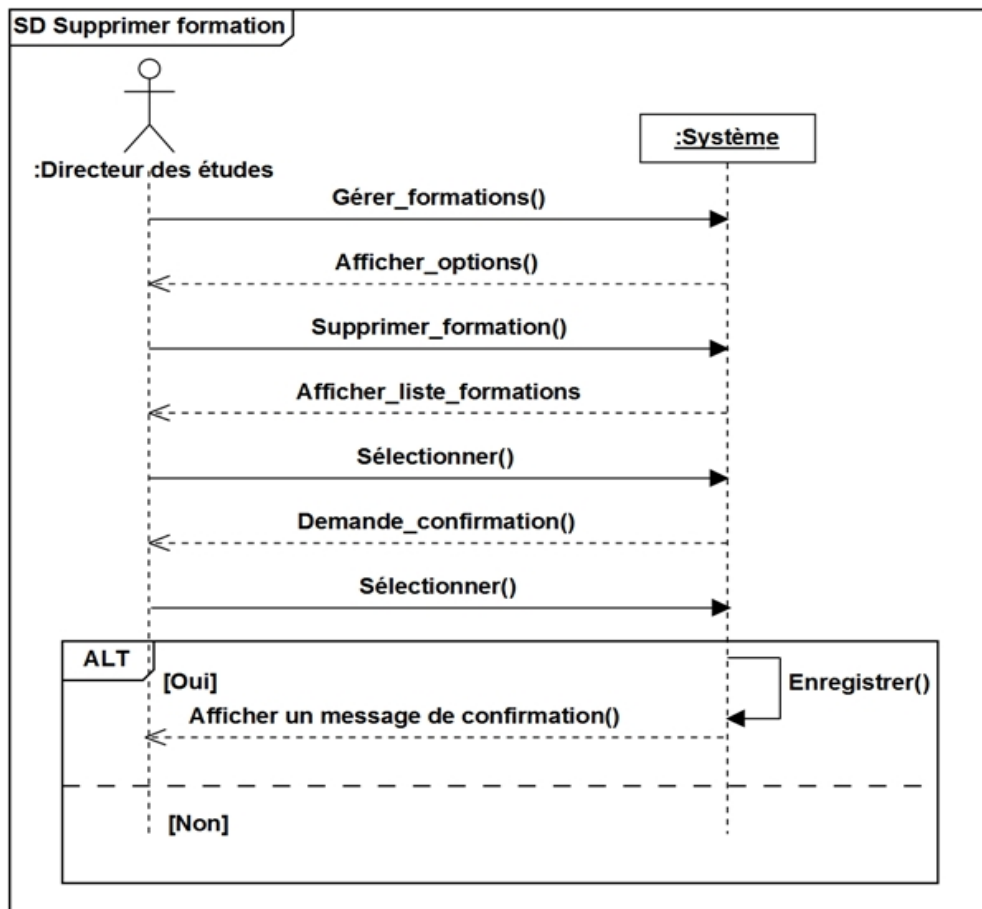 SD Supprimer formation
:Directeur des études
:Système
Gérer_formations()
Afficher_options()
Supprimer_formation()
Afficher_liste_formations
Sélectionner()
Demande_confirmation()
Sélectionner()
ALT
[Oui]
Enregistrer()
Afficher un message de confirmation()
[Non]